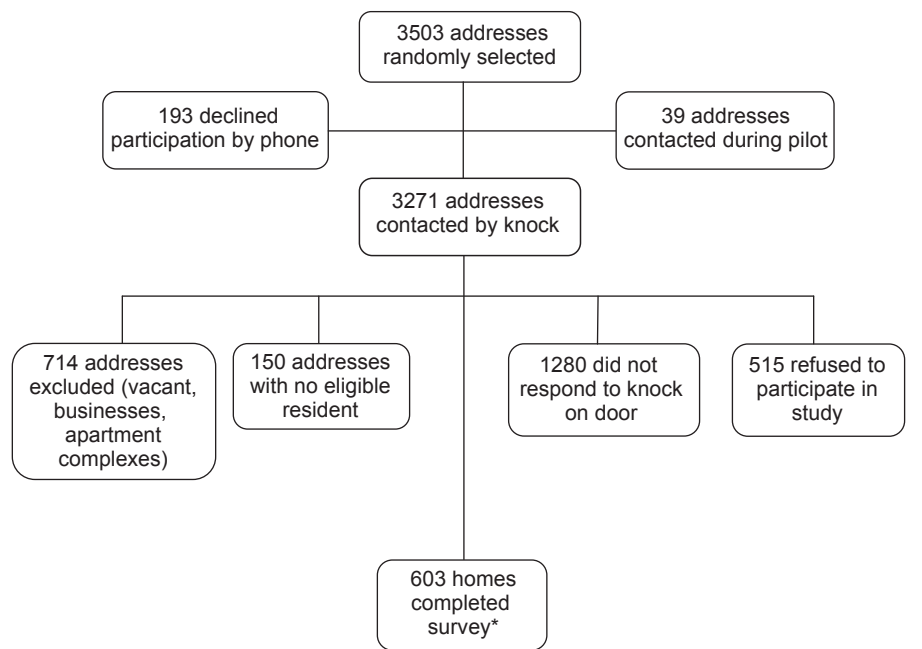 3503 addresses
randomly selected
193 declined
participation by phone
39 addresses
contacted during pilot
3271 addresses
contacted by knock
714 addresses
excluded (vacant,
businesses,
apartment
complexes)
150 addresses
with no eligible
resident
1280 did not
respond to knock
on door
515 refused to
participate in
study
603 homes
completed
survey*